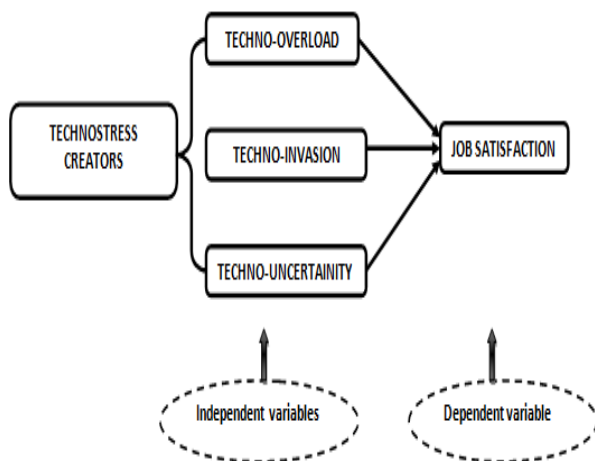 TECHNO-OVERLOAD
TECHNOSTRESS
CREATORS
TECHNO-INVASION
JOB SATISFACTION
TECHNO-UNCERTAINITY
Independent variables
Dependent variable